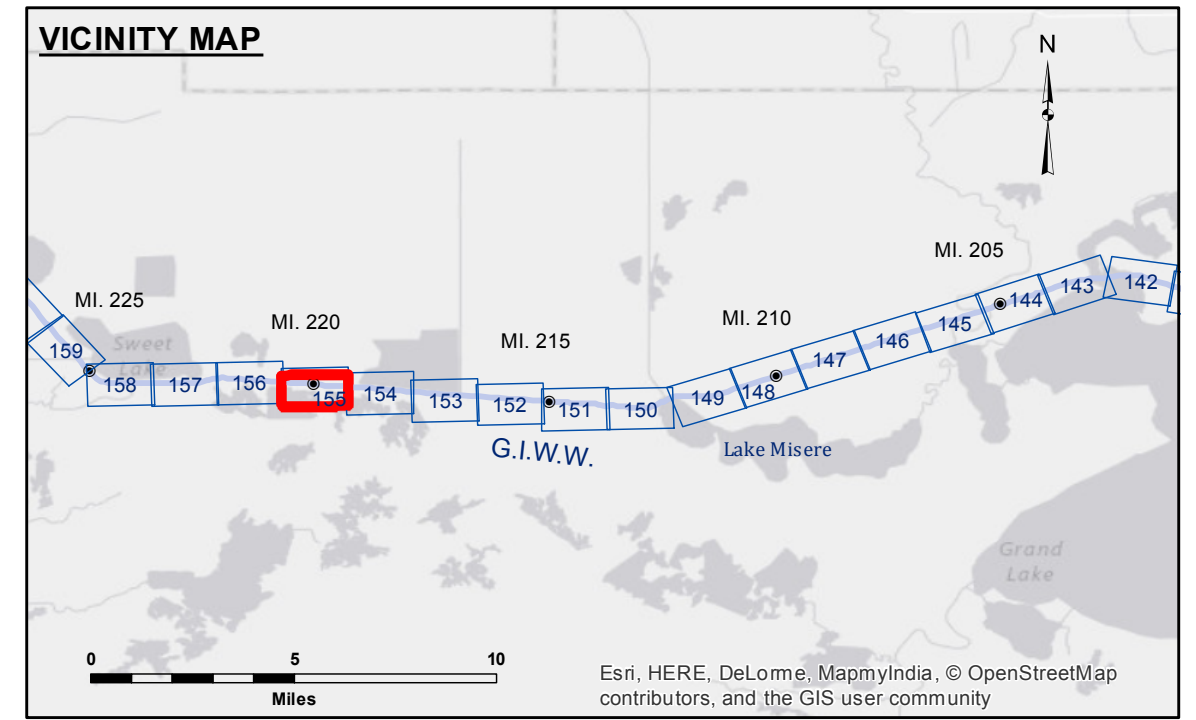 VICINITY MAP
N
MI. 205
142
143
144
MI. 225
MI. 220
MI. 210
MI. 215
145
146
147
148
149
Sweet
Lake
159
158
157
156
155
154
153
152
151
150
G.I.W.W.
Lake Misere
Grand
Lake
0 5 10
Miles
Esri, HERE, DeLorme, MapmyIndia, © OpenStreetMap
contributors, and the GIS user community